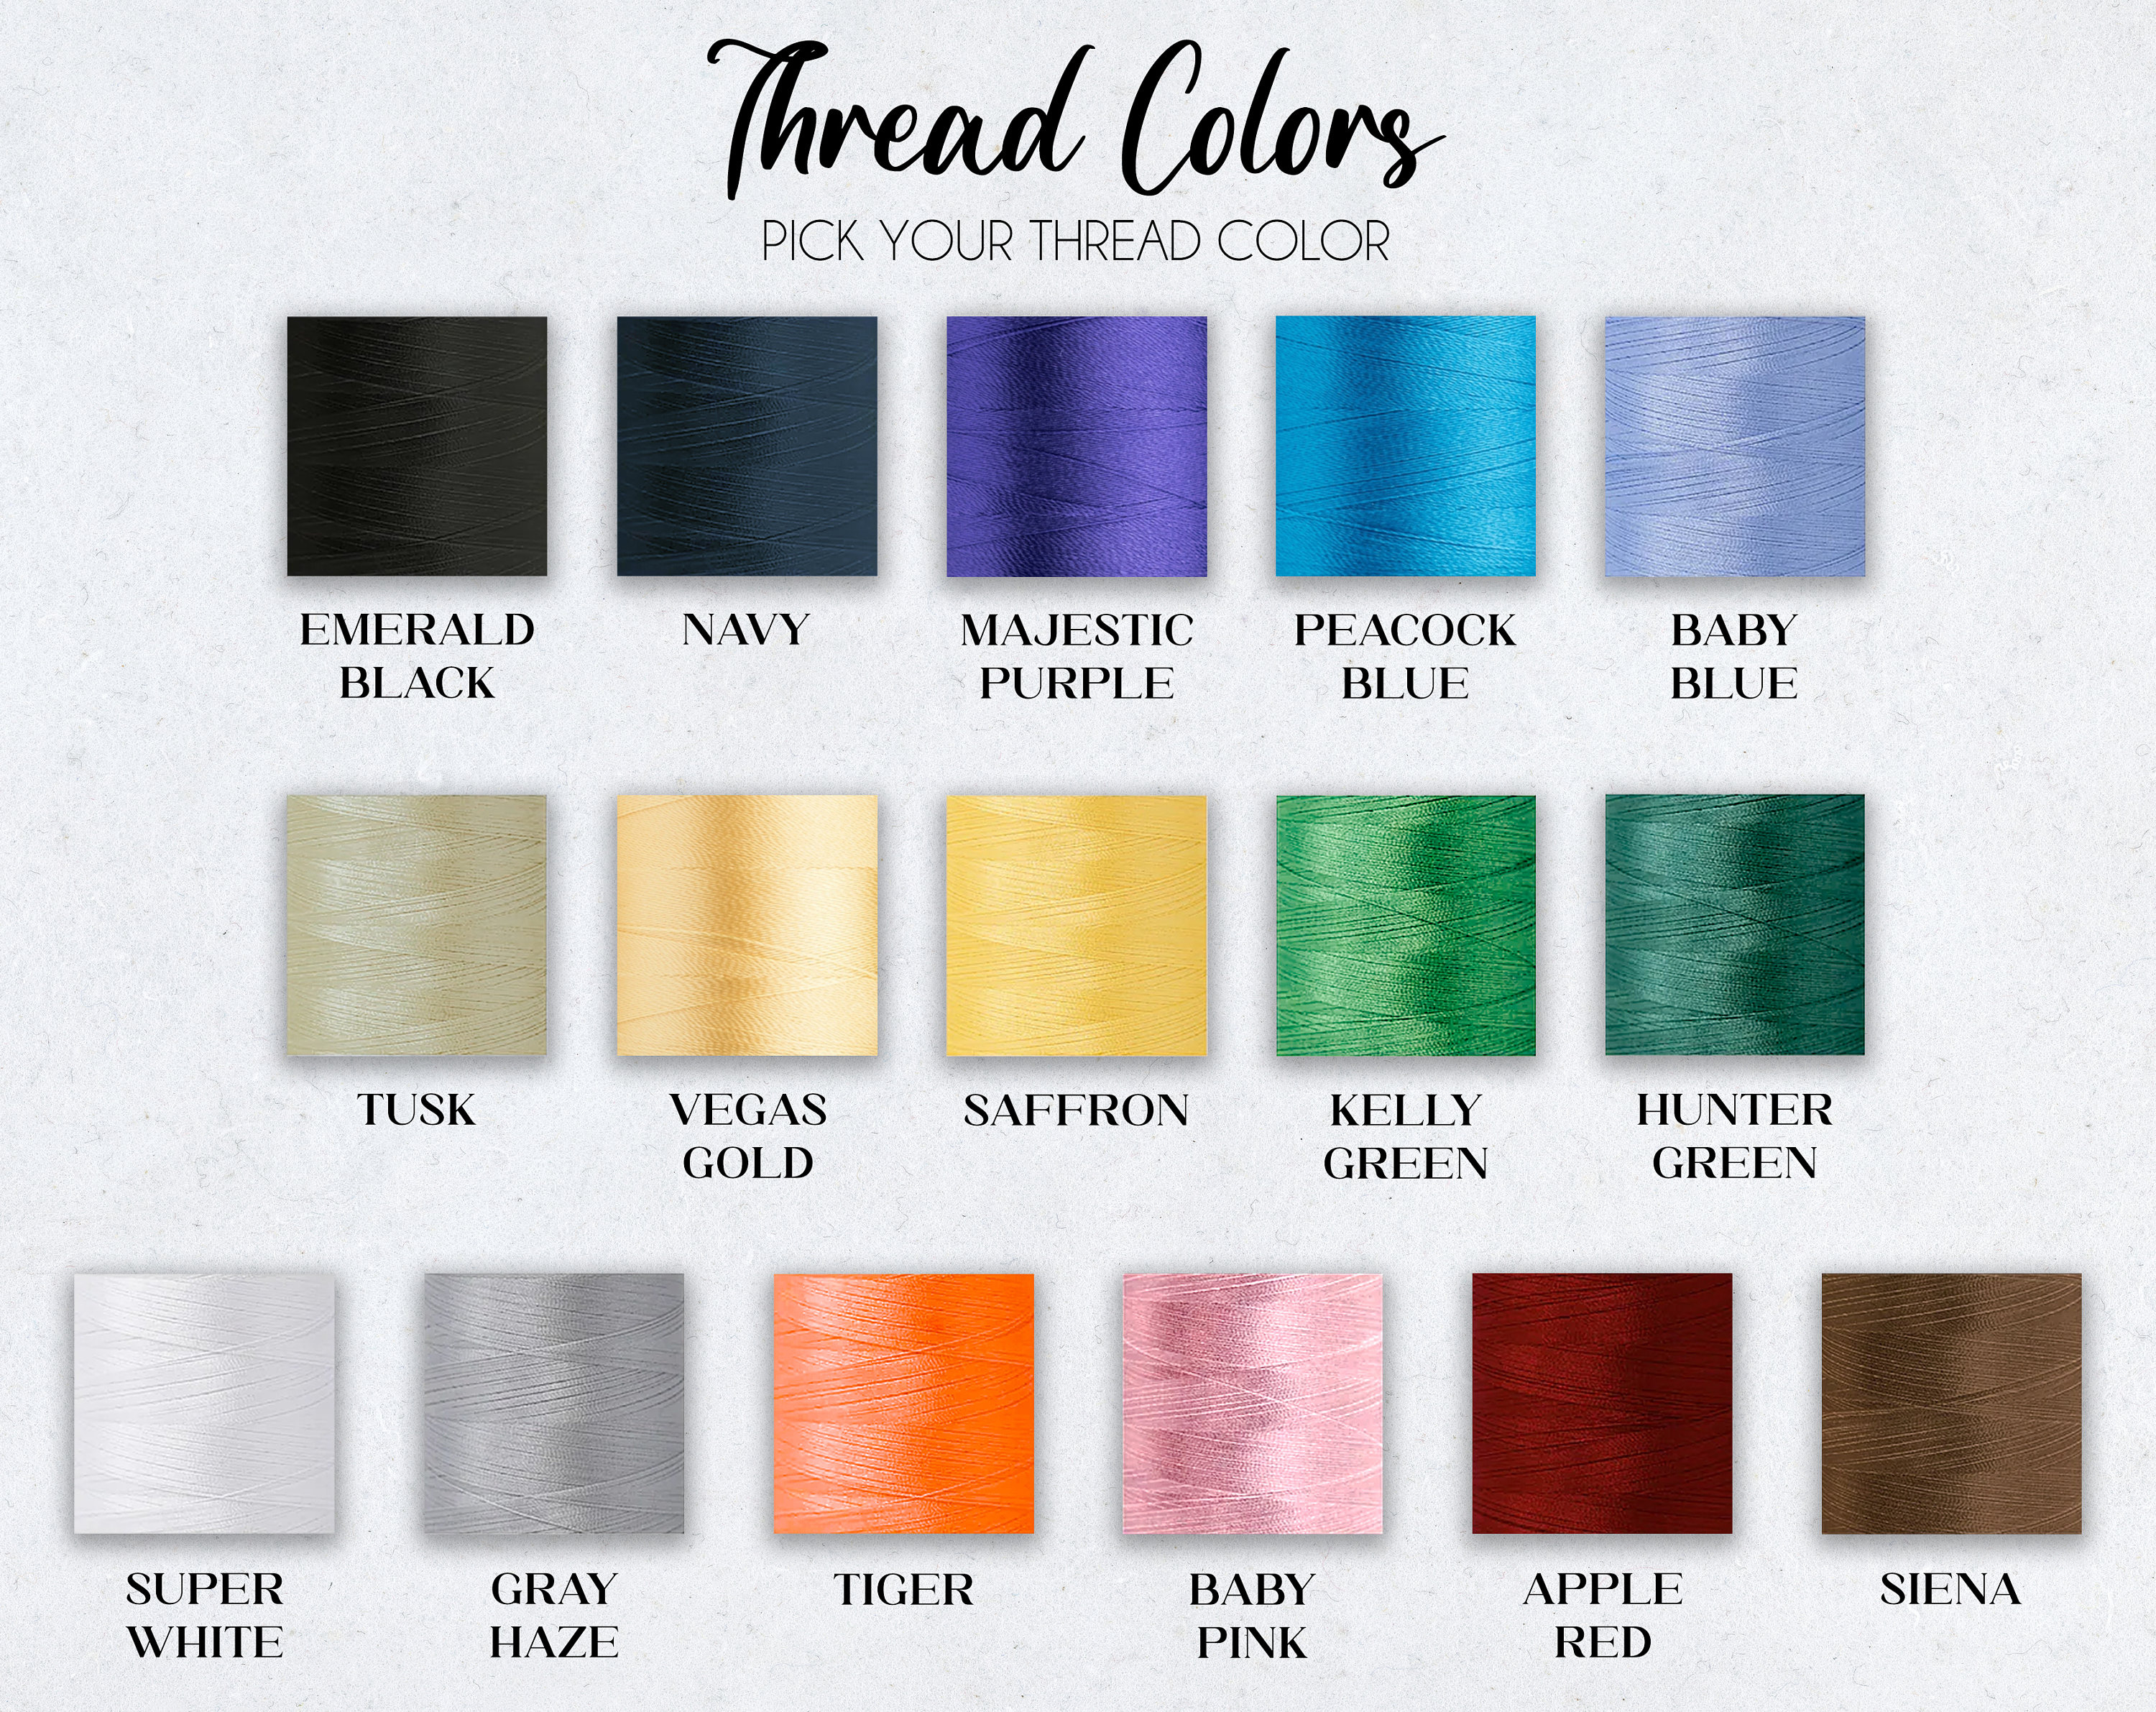 Thread Colors
PICK YOUR THREAD COLOR
EMERALD
BLACK
NAVY
MAJESTIC
PURPLE
PEACOCK
BLUE
BABY
BLUE
TUSK
VEGAS
GOLD
SAFFRON
KELLY
GREEN
HUNTER
GREEN
SUPER
WHITE
GRAY
HAZE
TIGER
BABY
PINK
APPLE
RED
SIENA